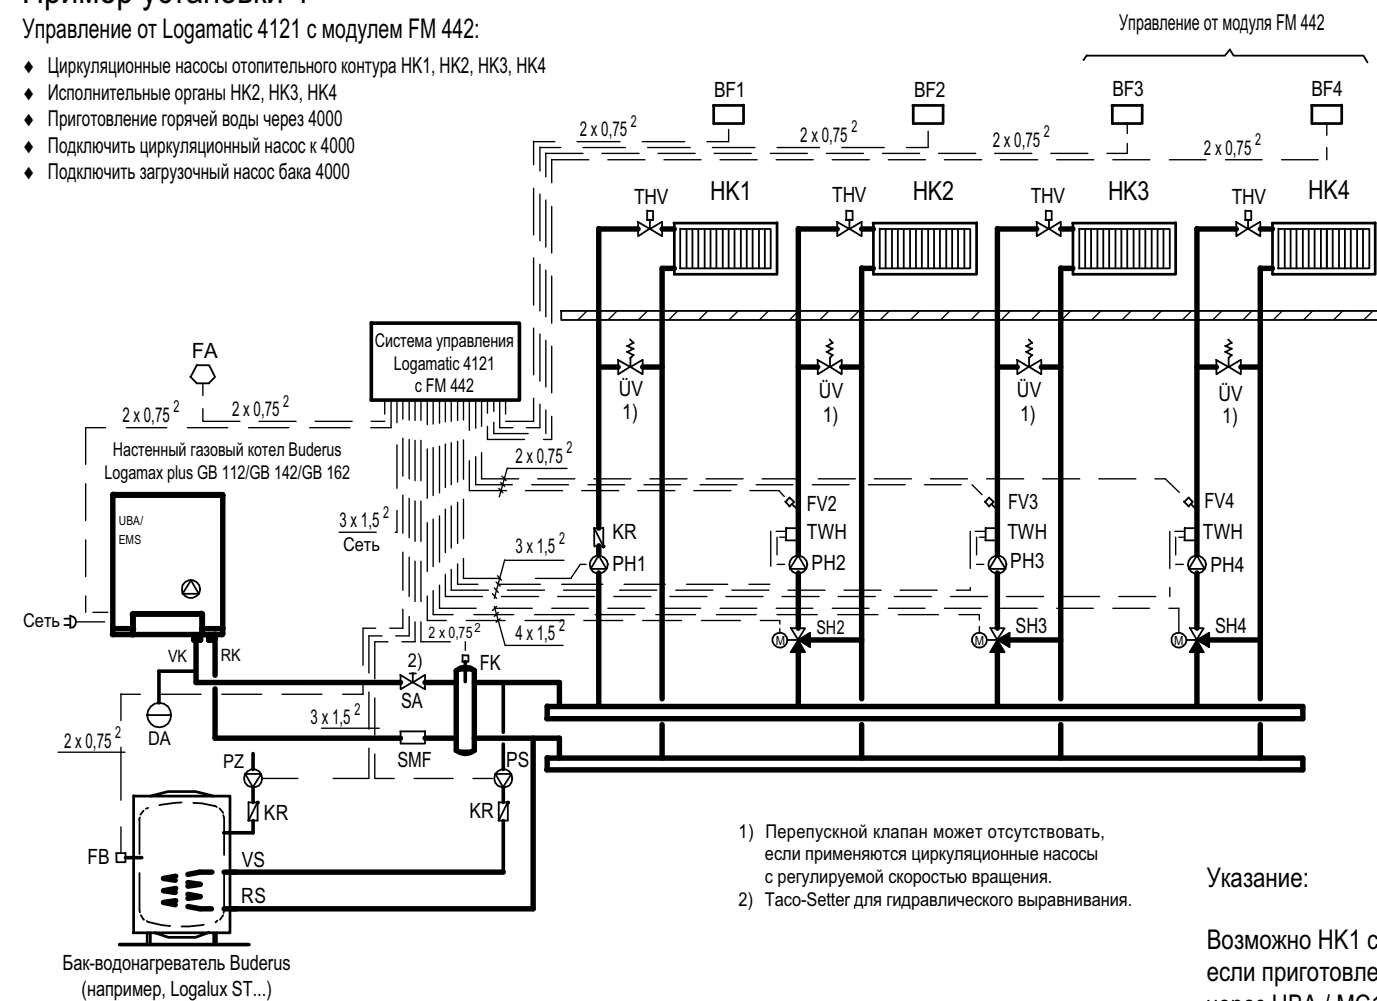 Управление от Logamatic 4121 с модулем FM 442:
♦ Циркуляционные насосы отопительного контура HK1, HK2, HK3, HK4
♦ Исполнительные органы HK2, HK3, HK4
♦ Приготовление горячей воды через 4000
♦ Подключить циркуляционный насос к 4000
♦ Подключить загрузочный насос бака 4000
Управление от модуля FM 442
BF1
BF2
BF3
BF4
2 x 0,75 2
2 x 0,75 2
2 x 0,75 2
2 x 0,75 2
THV
HK1
THV
HK2
THV
HK3
THV
HK4
Система управления
Logamatic 4121
с FM 442
FA
2 x 0,75 2
2 x 0,75 2
ÜV
1)
ÜV
1)
ÜV
1)
ÜV
1)
Настенный газовый котел Buderus
Logamax plus GB 112/GB 142/GB 162
2 x 0,75 2
UBA/
EMS
3 x 1,5 2
Сеть
3 x 1,5 2
KR
PH1
FV2
TWH
PH2
FV3
TWH
PH3
FV4
TWH
PH4
Сеть
4 x 1,5 2
2 x 0,75 2
M
SH2
M
SH3
M
SH4
VK
RK
2)
SA
FK
DA
3 x 1,5 2
2 x 0,75 2
SMF
PZ
PS
KR
KR
FB
VS
RS
Бак-водонагреватель Buderus
(например, Logalux ST...)
1) Перепускной клапан может отсутствовать,
если применяются циркуляционные насосы
с регулируемой скоростью вращения.
2) Taco-Setter для гидравлического выравнивания.
Указание:
Возможно HK1 с
если приготовле